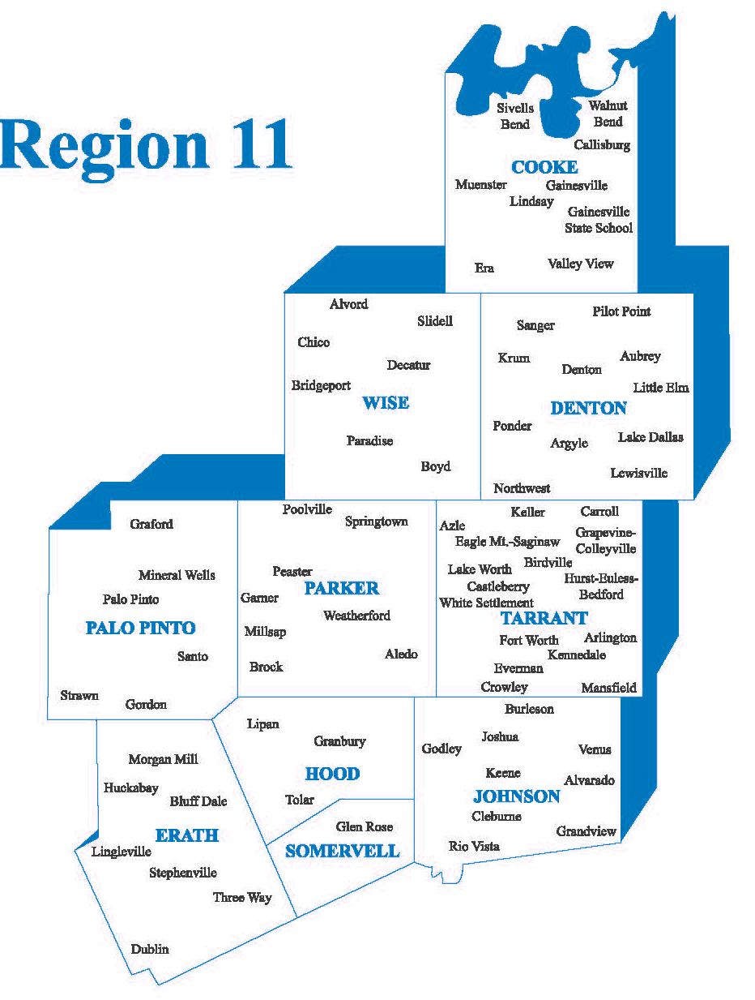 Region 11
Sivells
Bend
Walnut
Bend
Callisburg
COOKE
Muenster
Gainesville
Lindsay
Gainesville
State School
Era
Valley View
Alvord
Slidell
Chico
Decatur
Bridgeport
WISE
Paradise
Boyd
Pilot Point
Sanger
Krum
Aubrey
Denton
Little Elm
DENTON
Ponder
Argyle
Lake Dallas
Lewisville
Northwest
Graford
Mineral Wells
Palo Pinto
PALO PINTO
Santo
Strawn
Gordon
Poolville
Springtown
Peaster
PARKER
Garner
Weatherford
Millsap
Aledo
Brock
Keller
Carroll
Azle
Eagle Mt.-Saginaw
Grapevine-
Colleyville
Birdville
Lake Worth
Hurst-Euless-
Bedford
Castleberry
White Settlement
TARRANT
Fort Worth
Arlington
Kennedale
Everman
Crowley
Mansfield
Lipan
Granbury
HOOD
Tolar
Burleson
Joshua
Godley
Venus
Keene
Alvarado
JOHNSON
Cleburne
Grandview
Rio Vista
Morgan Mill
Huckabay
Bluff Dale
ERATH
Lingleville
Stephenville
Three Way
Dublin
Glen Rose
SOMERVELL